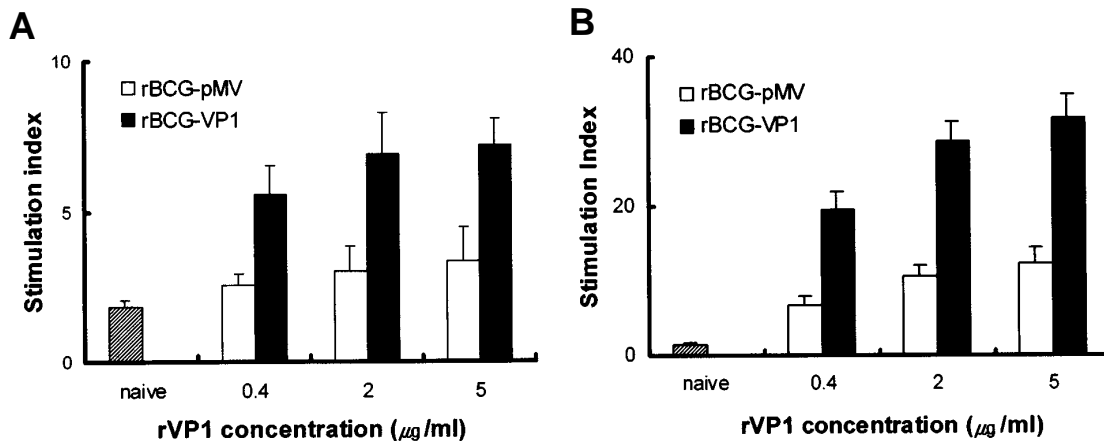 A
10
5
0
Stimulation index
rBCG-pMV
rBCG-VP1
naive 0.4 2 5
rVP1 concentration (μg/ml)
B
40
20
0
Stimulation Index
rBCG-pMV
rBCG-VP1
naive 0.4 2 5
rVP1 concentration (μg/ml)